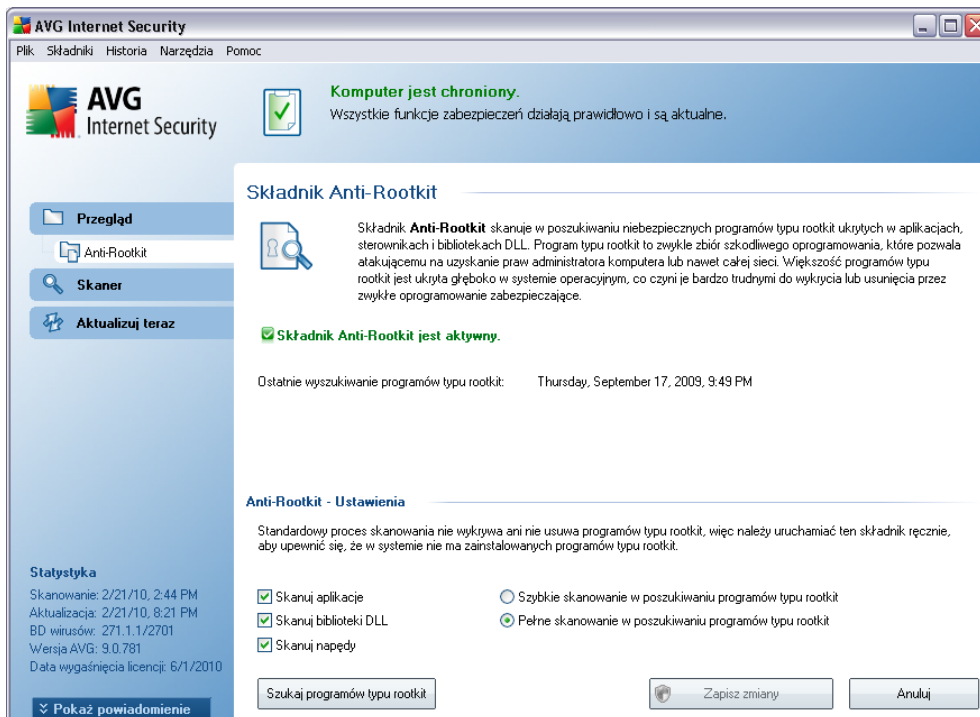 AVG Internet Security
Plik Składniki Historia Narzędzia Pomoc
AVG
Internet Security
Komputer jest chroniony.
Wszystkie funkcje zabezpieczeń działają prawidłowo i są aktualne.
Przegląd
Anti-Rootkit
Skaner
Aktualizuj teraz
Składnik Anti-Rootkit
Składnik Anti-Rootkit skanuje w poszukiwaniu niebezpiecznych programów typu rootkit ukrytych w aplikacjach,
sterownikach i bibliotekach DLL. Program typu rootkit to zwykle zbiór szkodliwego oprogramowania, które pozwala
atakującemu na uzyskanie praw administratora komputera lub nawet całej sieci. Większość programów typu
rootkit jest ukryta głęboko w systemie operacyjnym, co czyni je bardzo trudnymi do wykrycia lub usunięcia przez
zwykłe oprogramowanie zabezpieczające.
Składnik Anti-Rootkit jest aktywny.
Ostatnie wyszukiwanie programów typu rootkit: Thursday, September 17, 2009, 9:49 PM
Anti-Rootkit - Ustawienia
Standardowy proces skanowania nie wykrywa ani nie usuwa programów typu rootkit, więc należy uruchamiać ten składnik ręcznie,
aby upewnić się, że w systemie nie ma zainstalowanych programów typu rootkit.
Skanuj aplikacje
Skanuj biblioteki DLL
Skanuj napędy
Szybkie skanowanie w poszukiwaniu programów typu rootkit
Pełne skanowanie w poszukiwaniu programów typu rootkit
Szukaj programów typu rootkit
Zapisz zmiany
Anuluj
Statystyka
Skanowanie: 2/21/10, 2:44 PM
Aktualizacja: 2/21/10, 8:21 PM
BD wirusów: 271.1.1/2701
Wersja AVG: 9.0.781
Data wygaśnięcia licencji: 6/1/2010
Pokaż powiadomienie